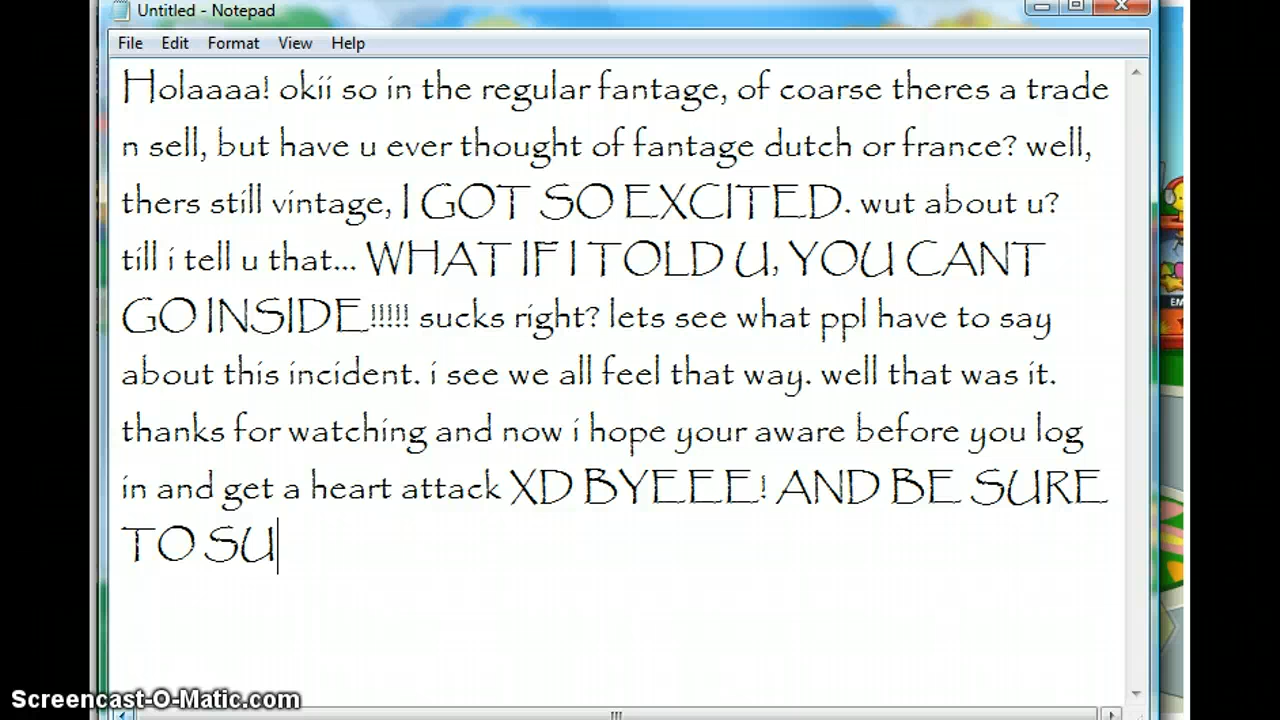 Untitled - Notepad
File Edit Format View Help
Holaaaa! okii so in the regular fantage, of coarse theres a trade
n sell, but have u ever thought of fantage dutch or france? well,
thers still vintage, I GOT SO EXCITED. wut about u?
till i tell u that... WHAT IF I TOLD U, YOU CANT
GO INSIDE!!!!! sucks right? lets see what ppl have to say
about this incident. i see we all feel that way. well that was it.
thanks for watching and now i hope your aware before you log
in and get a heart attack XD BYEEE! AND BE SURE
TO SU
EM
Screencast-O-Matic.com